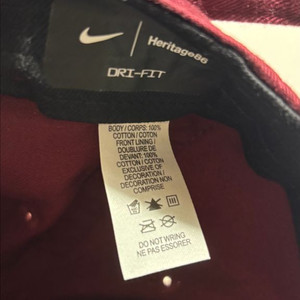 Heritage86
DRI-FIT
BODY / CORPS: 100%
COTTON / COTON
FRONT LINING /
DOUBLURE DE
DEVANT: 100%
COTTON / COTON
EXCLUSIVE OF
DECORATION /
DECORATION NON
COMPRISE
DO NOT WRING
NE PAS ESSORER